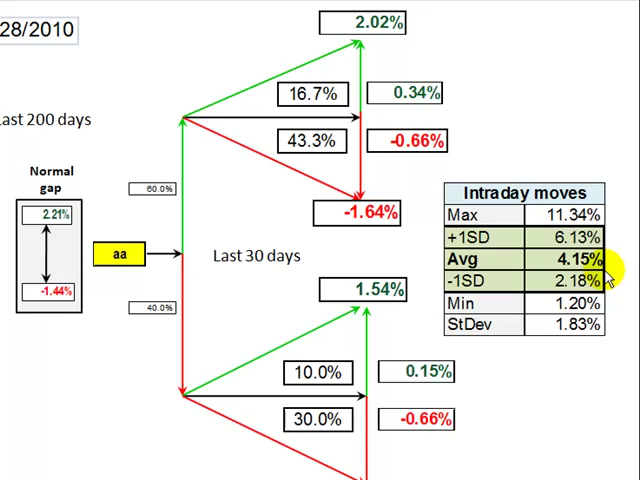 28/2010
2.02%
16.7%
0.34%
ast 200 days
43.3%
-0.66%
Normal
gap
60.0%
Intraday moves
2.21%
-1.64%
Max 11.34%
+1SD 6.13%
aa
Last 30 days
Avg 4.15%
-1SD 2.18%
-1.44%
1.54%
Min 1.20%
40.0%
StDev 1.83%
10.0%
0.15%
30.0%
-0.66%